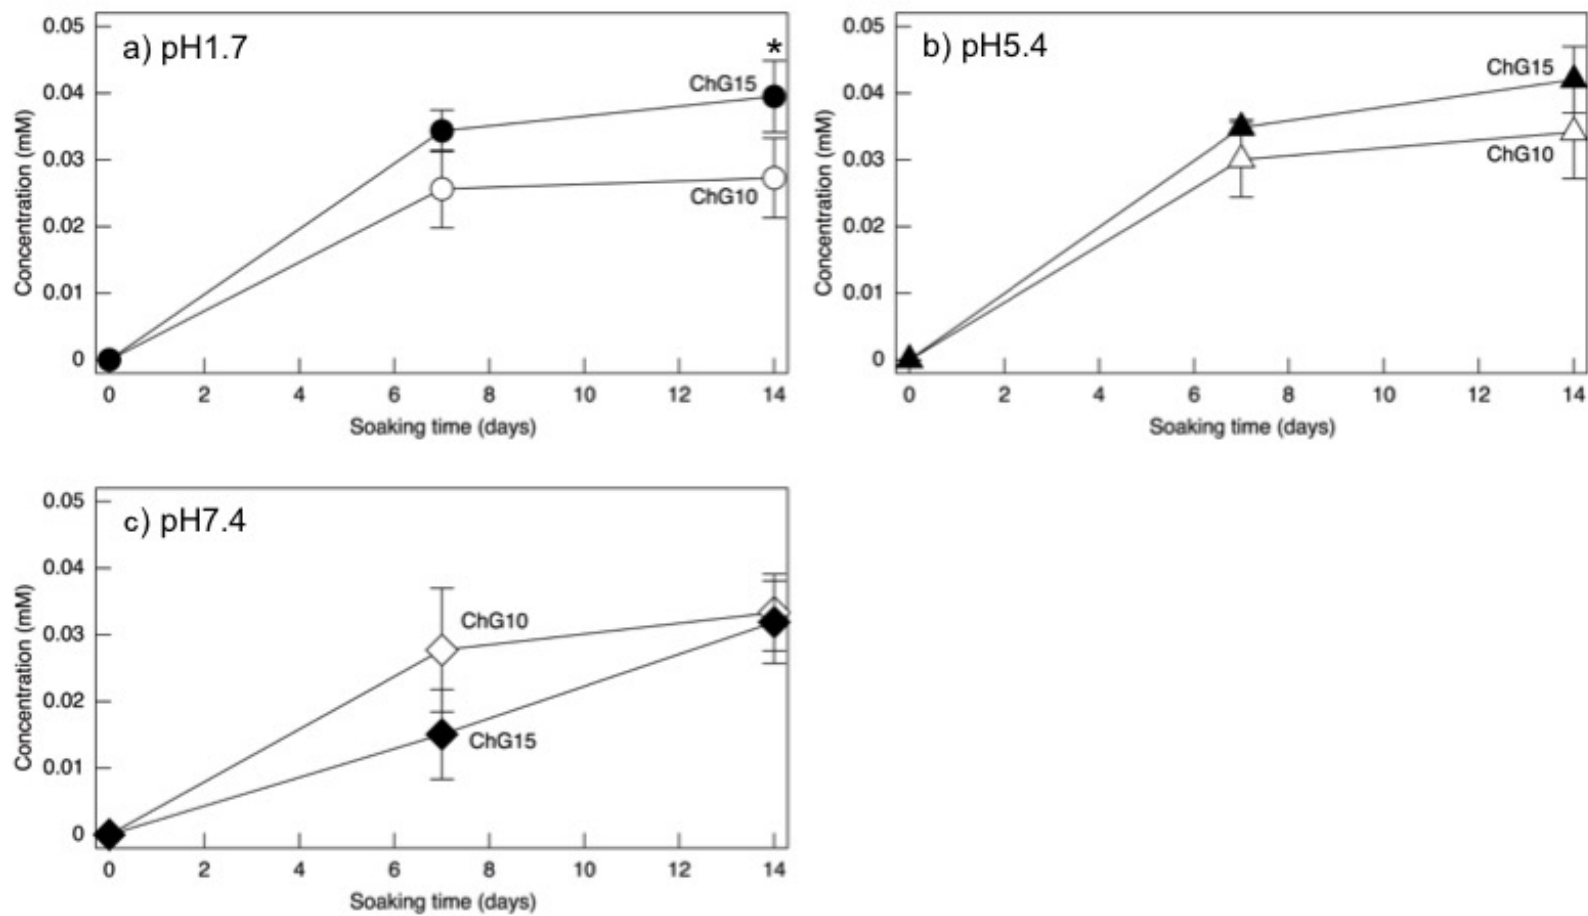 a) pH1.7
*
0.05
0.04
0.03
0.02
0.01
0
Concentration (mM)
ChG15
ChG10
0 2 4 6 8 10 12 14
Soaking time (days)
b) pH5.4
0.05
0.04
0.03
0.02
0.01
0
Concentration (mM)
ChG15
ChG10
0 2 4 6 8 10 12 14
Soaking time (days)
c) pH7.4
0.05
0.04
0.03
0.02
0.01
0
Concentration (mM)
ChG10
ChG15
0 2 4 6 8 10 12 14
Soaking time (days)